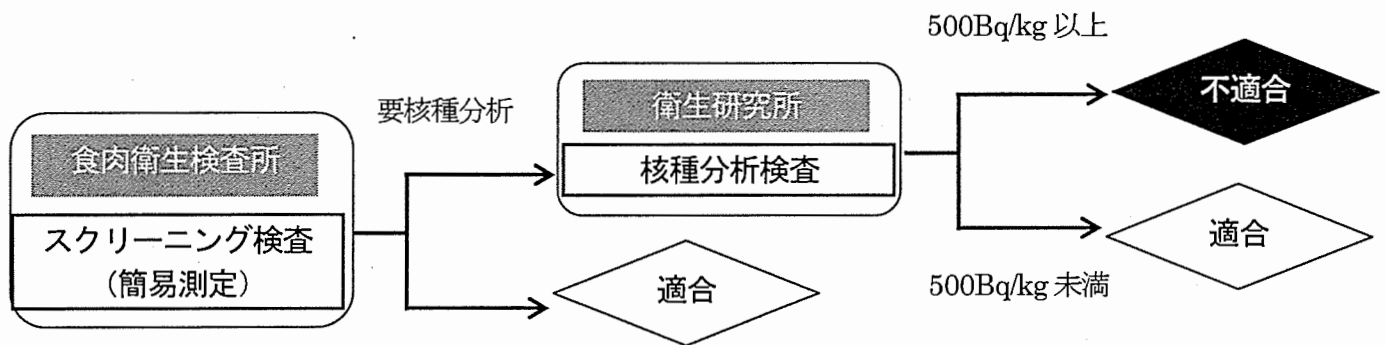 食肉衛生検査所
スクリーニング検査
（簡易測定）
要核種分析
適合
衛生研究所
核種分析検査
500Bq/kg 以上
不適合
適合
500Bq/kg 未満